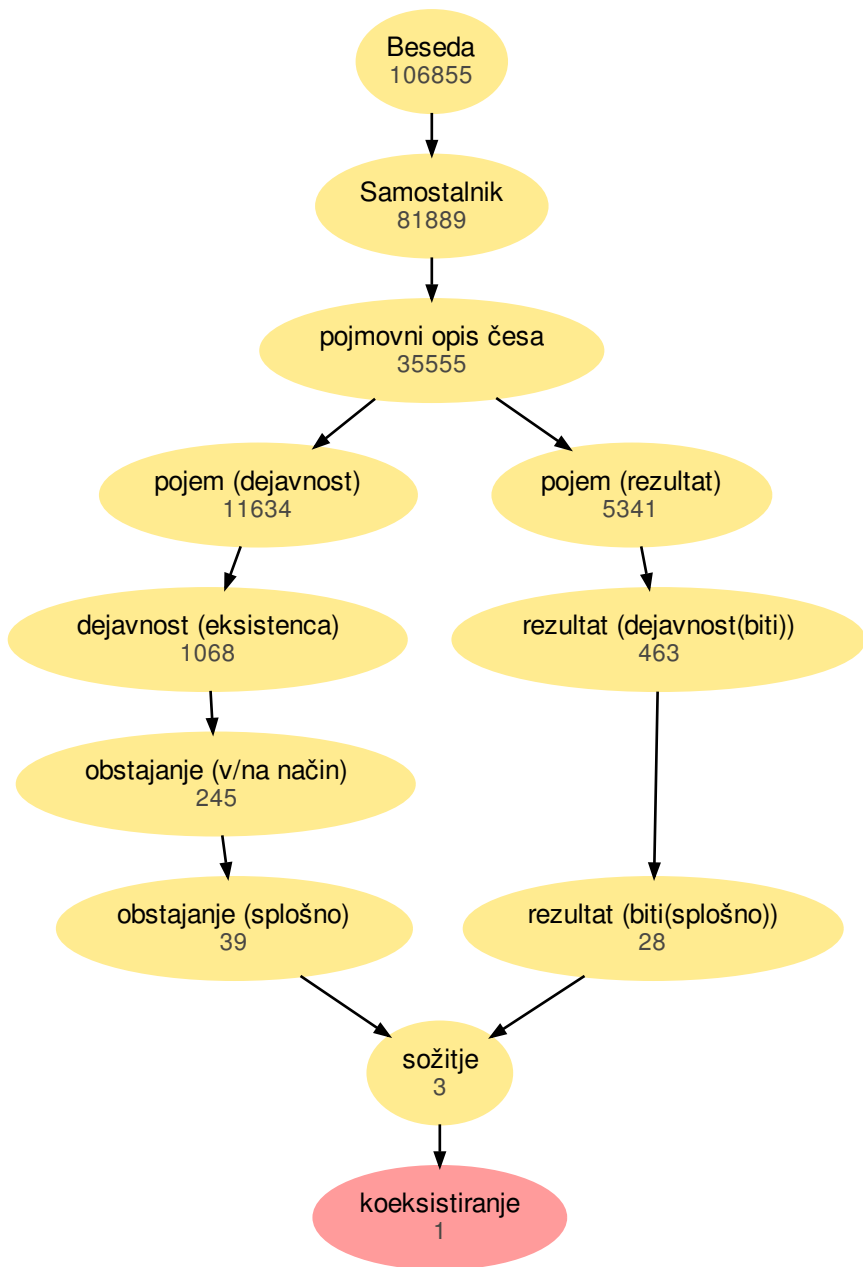 Beseda
106855
Samostalnik
81889
pojmovni opis česa
35555
pojem (dejavnost)
11634
pojem (rezultat)
5341
dejavnost (eksistenca)
1068
rezultat (dejavnost(biti))
463
obstajanje (v/na način)
245
obstajanje (splošno)
39
rezultat (biti(splošno))
28
sožitje
3
koeksistiranje
1